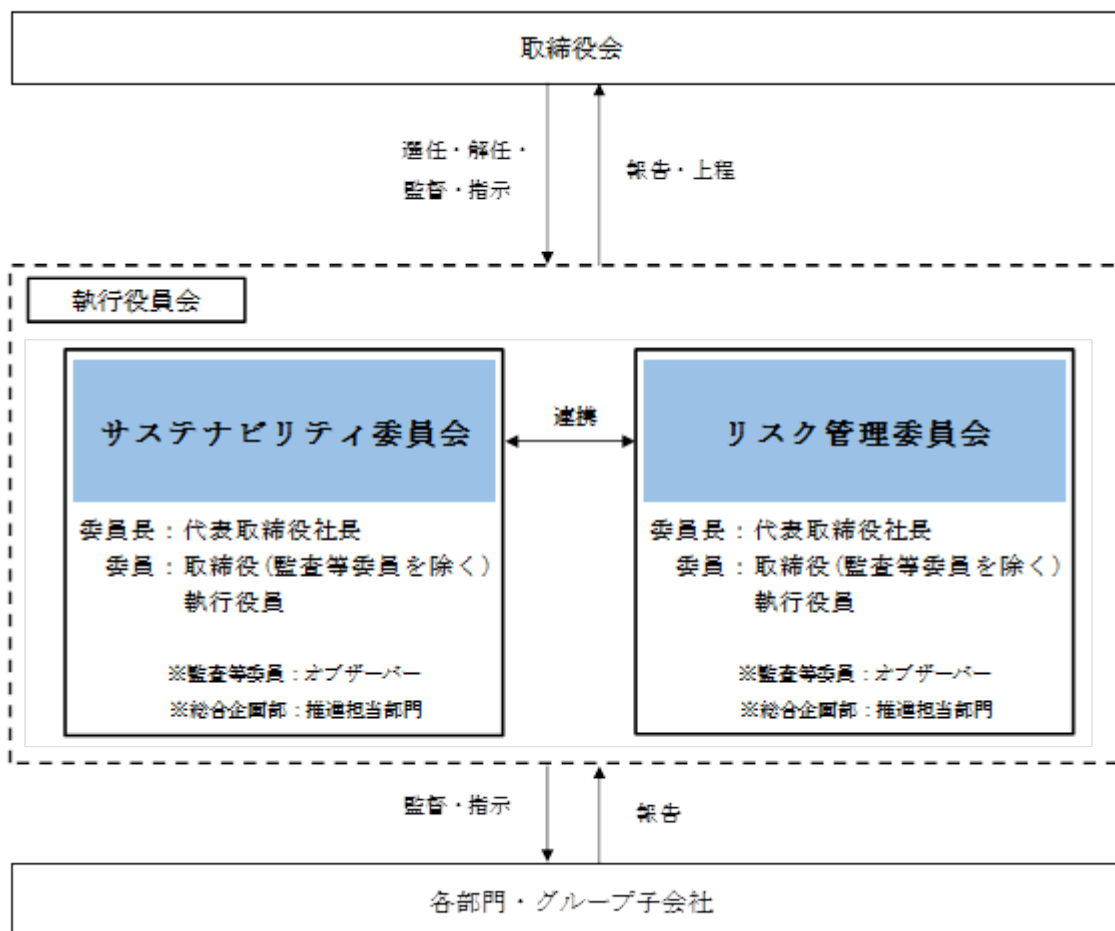 取締役会
選任・解任・
監督・指示
報告・上程
執行役員会
サステナビリティ委員会
委員長：代表取締役社長
委員：取締役(監査等委員を除く)
執行役員
※監査等委員：オブザーバー
※総合企画部：推進担当部門
連携
リスク管理委員会
委員長：代表取締役社長
委員：取締役(監査等委員を除く)
執行役員
※監査等委員：オブザーバー
※総合企画部：推進担当部門
監督・指示
報告
各部門・グループ子会社